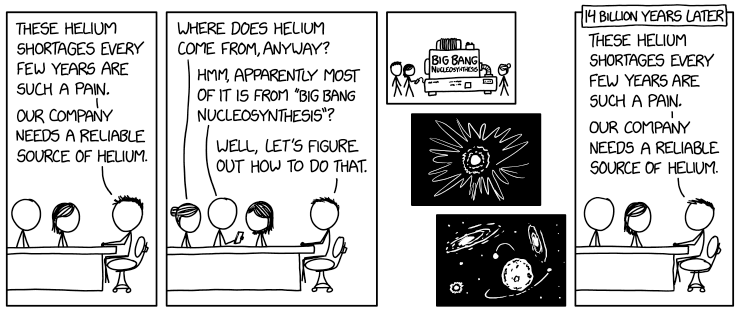 THESE HELIUM
SHORTAGES EVERY
FEW YEARS ARE
SUCH A PAIN.
OUR COMPANY
NEEDS A RELIABLE
SOURCE OF HELIUM.
WHERE DOES HELIUM
COME FROM, ANYWAY?
HMM, APPARENTLY MOST
OF IT IS FROM "BIG BANG
NUCLEOSYNTHESIS"?
WELL, LET'S FIGURE
OUT HOW TO DO THAT.
BIG BANG
NUCLEOSYNTHESIS
14 BILLION YEARS LATER
THESE HELIUM
SHORTAGES EVERY
FEW YEARS ARE
SUCH A PAIN.
OUR COMPANY
NEEDS A RELIABLE
SOURCE OF HELIUM.